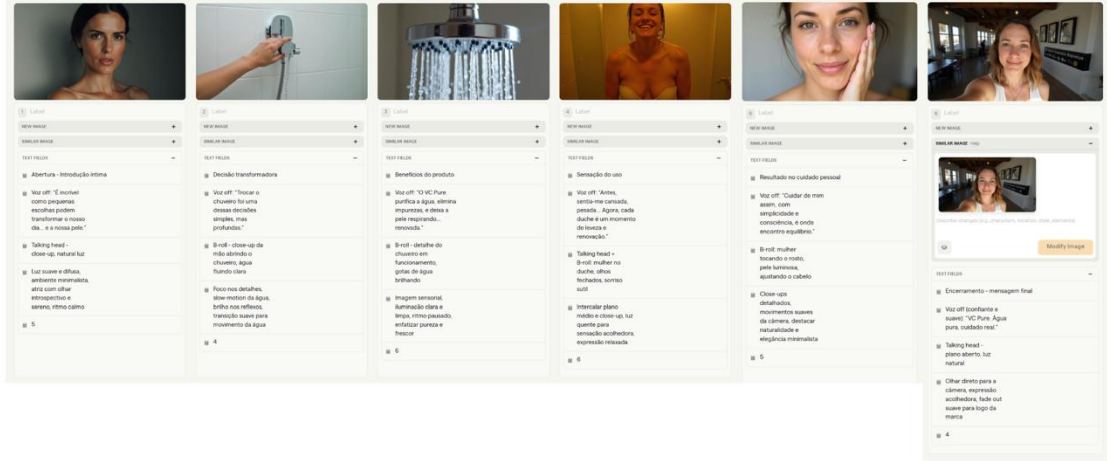 1 Label
NEW IMAGE +
SIMILAR IMAGE +
TEXT FIELDS −
Abertura - Introdução íntima
Voz off: "É incrível
como pequenas
escolhas podem
transformar o nosso
dia... e a nossa pele."
Talking head -
close-up, natural luz
Luz suave e difusa,
ambiente minimalista,
atriz com olhar
introspectivo e
sereno, ritmo calmo
5
2 Label
NEW IMAGE +
SIMILAR IMAGE +
TEXT FIELDS −
Decisão transformadora
Voz off: "Trocar o
chuveiro foi uma
dessas decisões
simples, mas
profundas."
B-roll - close-up da
mão abrindo o
chuveiro, água
fluindo clara
Foco nos detalhes,
slow-motion da água,
brilho nos reflexos,
transição suave para
movimento da água
4
3 Label
NEW IMAGE +
SIMILAR IMAGE +
TEXT FIELDS −
Benefícios do produto
Voz off: "O VC Pure
purifica a água, elimina
impurezas, e deixa a
pele respirando...
renovida."
B-roll - detalhe do
chuveiro em
funcionamento,
gotas de água
brilhando
Imagem sensorial,
iluminação clara e
limpa, ritmo pausado,
enfatizar pureza e
frescor
6
4 Label
NEW IMAGE +
SIMILAR IMAGE +
TEXT FIELDS −
Sensação do uso
Voz off: "Antes,
sentia-me cansada,
pesada... Agora, cada
duche é um momento
de leveza e
renovação."
Talking head +
B-roll: mulher no
duche, olhos
fechados, sorriso
sutil
Intercalar plano
médio e close-up, luz
quente para
sensação acolhedora,
expressão relaxada
6
5 Label
NEW IMAGE +
SIMILAR IMAGE +
TEXT FIELDS −
Resultado no cuidado pessoal
Voz off: "Cuidar de mim
assim, com
simplicidade e
consciência, é onde
encontro equilíbrio."
B-roll: mulher
tocando o rosto,
pele luminosa,
ajustando o cabelo
Close-ups
detalhados,
movimentos suaves
da câmera, destacar
naturalidade e
elegância minimalista
5
6 Label
NEW IMAGE +
SIMILAR IMAGE −
Modify Image
TEXT FIELDS −
Encerramento - mensagem final
Voz off (confiante e
suave): "VC Pure. Água
pura, cuidado real."
Talking head -
plano aberto, luz
natural
Olhar direto para a
câmera, expressão
acolhedora, fade out
suave para logo da
marca
4